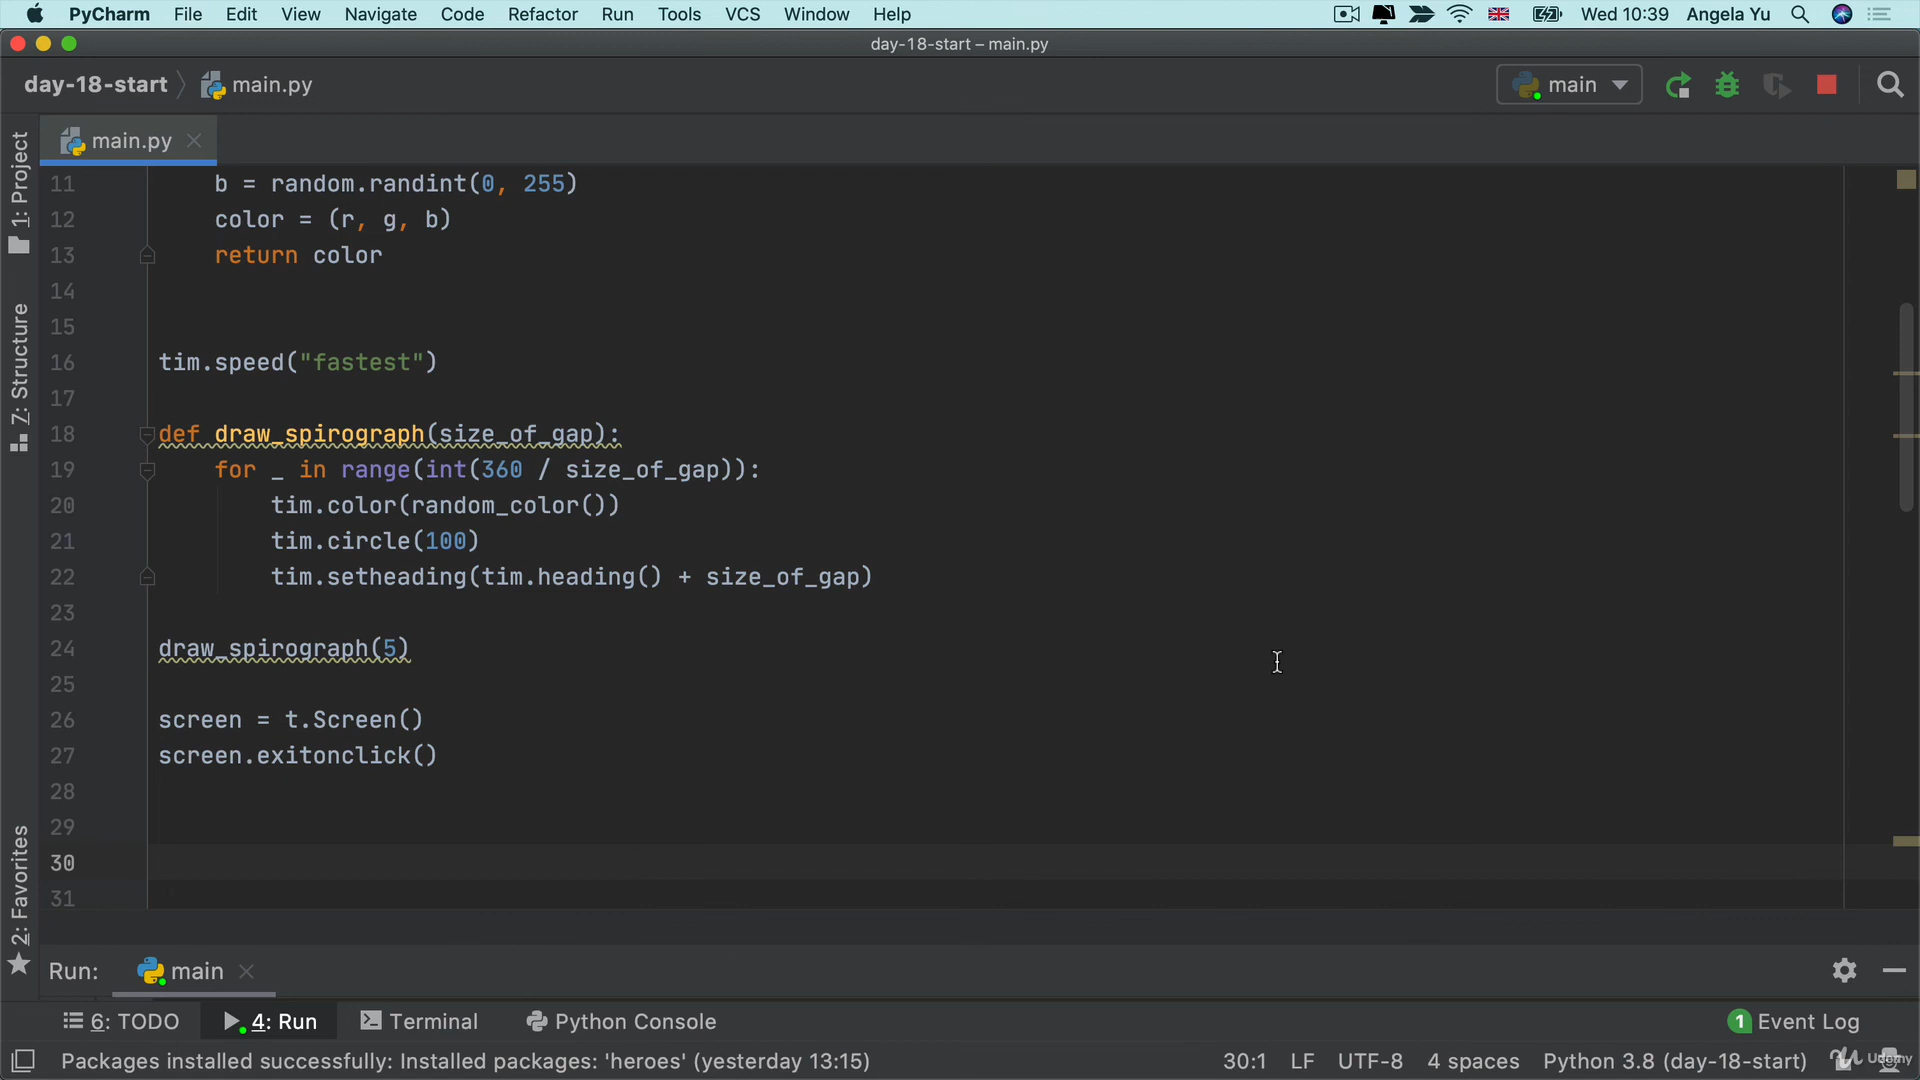 PyCharm File Edit View Navigate Code Refactor Run Tools VCS Window Help Wed 10:39 Angela Yu
day-18-start – main.py
day-18-start main.py main
1: Project
7: Structure
2: Favorites
main.py
11 b = random.randint(0, 255)
12 color = (r, g, b)
13 return color
14
15
16 tim.speed("fastest")
17
18 def draw_spirograph(size_of_gap):
19 for _ in range(int(360 / size_of_gap)):
20 tim.color(random_color())
21 tim.circle(100)
22 tim.setheading(tim.heading() + size_of_gap)
23
24 draw_spirograph(5)
25
26 screen = t.Screen()
27 screen.exitonclick()
28
29
30
31
Run: main
6: TODO 4: Run Terminal Python Console 1 Event Log
Packages installed successfully: Installed packages: 'heroes' (yesterday 13:15) 30:1 LF UTF-8 4 spaces Python 3.8 (day-18-start) Udemy